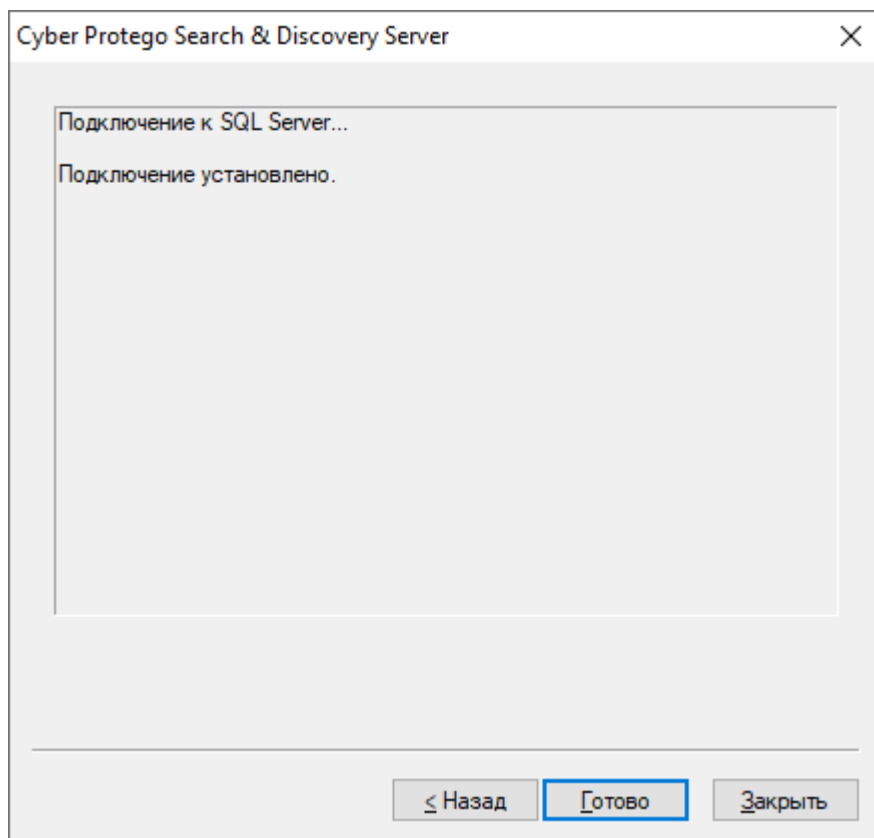 Cyber Protego Search & Discovery Server
Подключение к SQL Server...
Подключение установлено.
< Назад
Готово
Закрыть